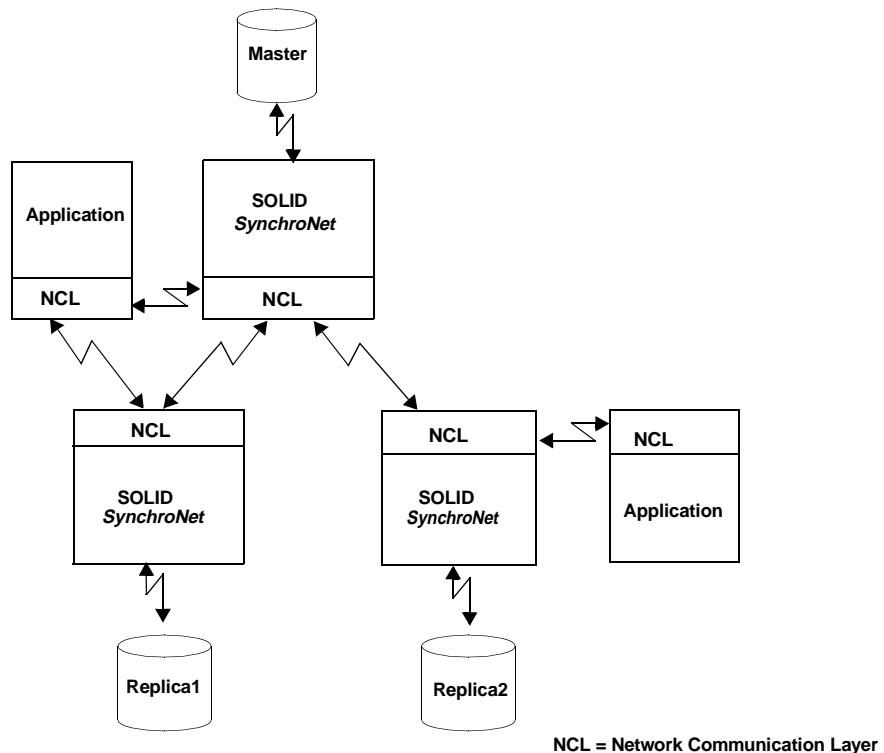 Master
Application
SOLID
SynchroNet
NCL
NCL
NCL
SOLID
SynchroNet
NCL
SOLID
SynchroNet
NCL
Application
Replica1
Replica2
NCL = Network Communication Layer